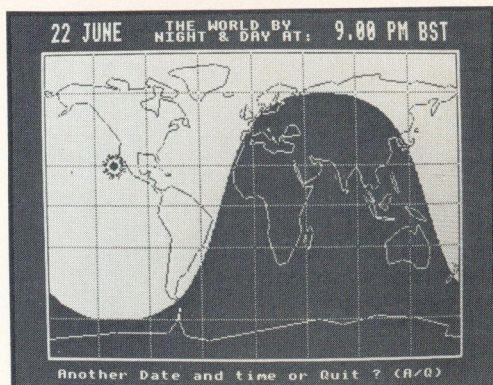 22 JUNE THE WORLD BY NIGHT & DAY AT: 9.00 PM BST
Another Date and time or Quit ? (A/Q)